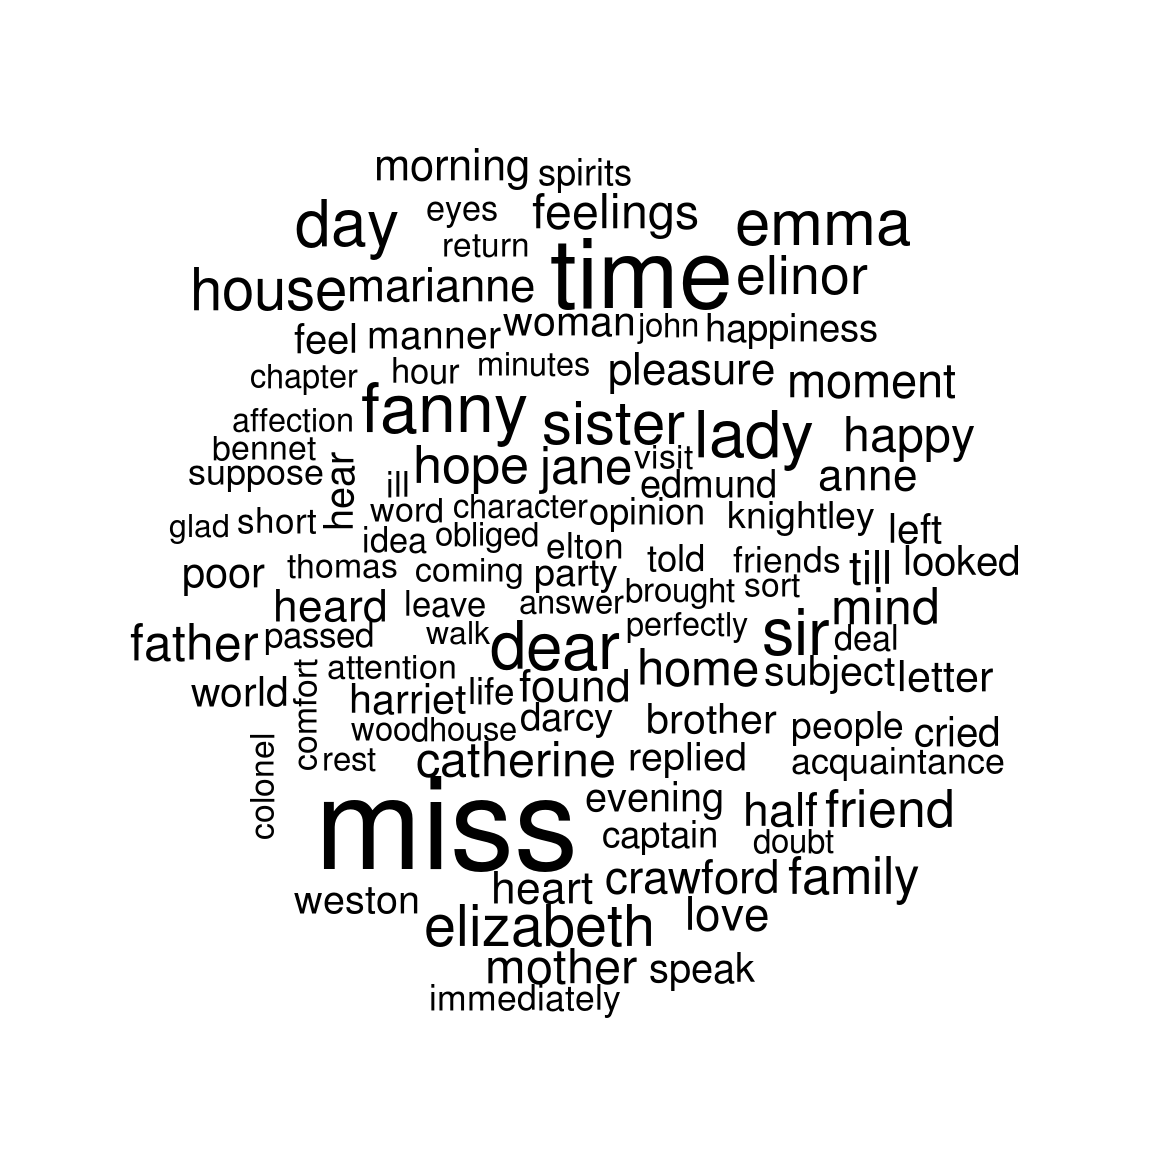 morning spirits
day eyes feelings emma
return
house marianne time elinor
feel manner woman john happiness
chapter hour minutes pleasure moment
affection fanny sister lady happy
bennet
suppose hear ill hope jane visit anne
edmund
glad short word character opinion knightley left
idea obliged elton
poor thomas coming party told friends till looked
heard leave answer brought sort mind
father passed walk dear perfectly sir deal
world comfort attention home subject letter
harriet life found
woodhouse darcy brother people cried
colonel rest catherine replied acquaintance
miss evening half friend
captain doubt
weston heart crawford family
elizabeth love
mother speak
immediately